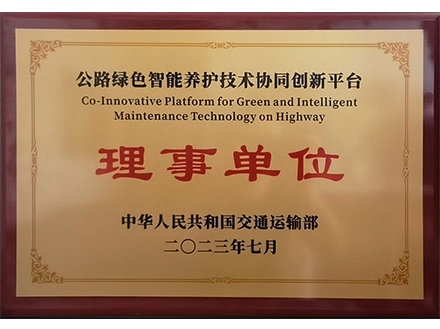 公路绿色智能养护技术协同创新平台
Co-Innovative Platform for Green and Intelligent
Maintenance Technology on Highway
理事单位
中华人民共和国交通运输部
二〇二三年七月